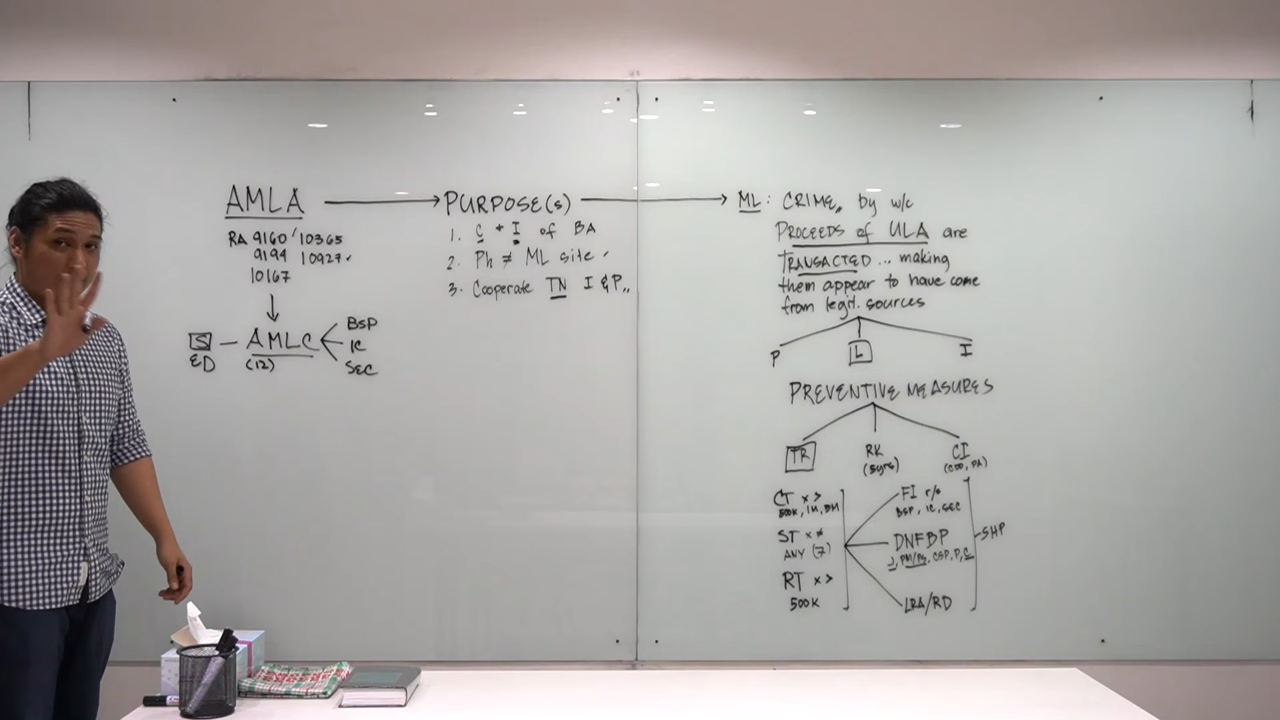 AMLA
RA 9160 / 10365
9194 10927
10167
S — AMLC
ED (12)
BSP
IC
SEC
PURPOSE(s)
1. C + I of BA
2. Ph ≠ ML site
3. Cooperate TN I & P
ML: CRIME, by w/c
PROCEEDS of ULA are
TRANSACTED ... making
them appear to have come
from legit. sources
P L I
PREVENTIVE MEASURES
TR RK CI
(5yrs) (CDD, PA)
CT x >
500K, 1M, 5M
ST x ≠
ANY (7)
RT x >
500K
FI r/s
BSP, IC, SEC
DNFBP
J, PM/PS, CSP, P, C
LRA/RD
SHP